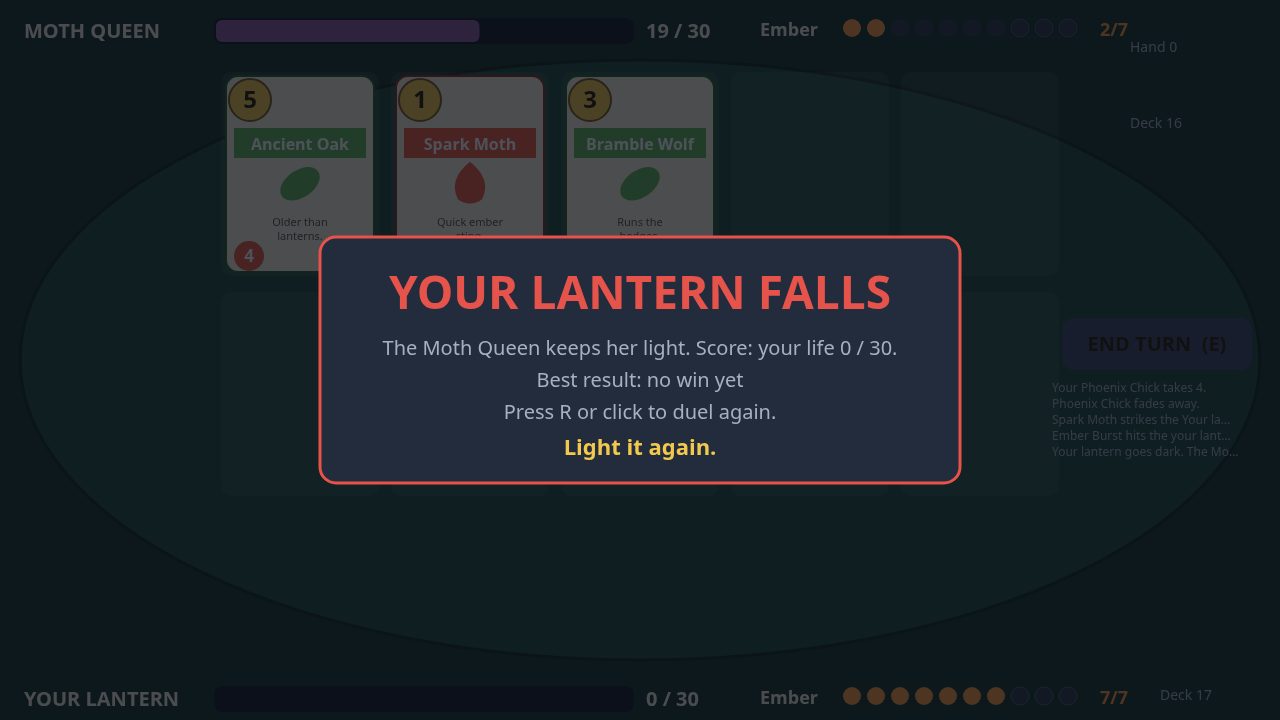 MOTH QUEEN
19 / 30
Ember
2/7
Hand 0
Deck 16
5
Ancient Oak
Older than
lanterns.
4
1
Spark Moth
Quick ember
sting.
3
Bramble Wolf
Runs the
hedges.
YOUR LANTERN FALLS
The Moth Queen keeps her light. Score: your life 0 / 30.
Best result: no win yet
Press R or click to duel again.
Light it again.
END TURN (E)
Your Phoenix Chick takes 4.
Phoenix Chick fades away.
Spark Moth strikes the Your la...
Ember Burst hits the your lant...
Your lantern goes dark. The Mo...
YOUR LANTERN
0 / 30
Ember
7/7
Deck 17